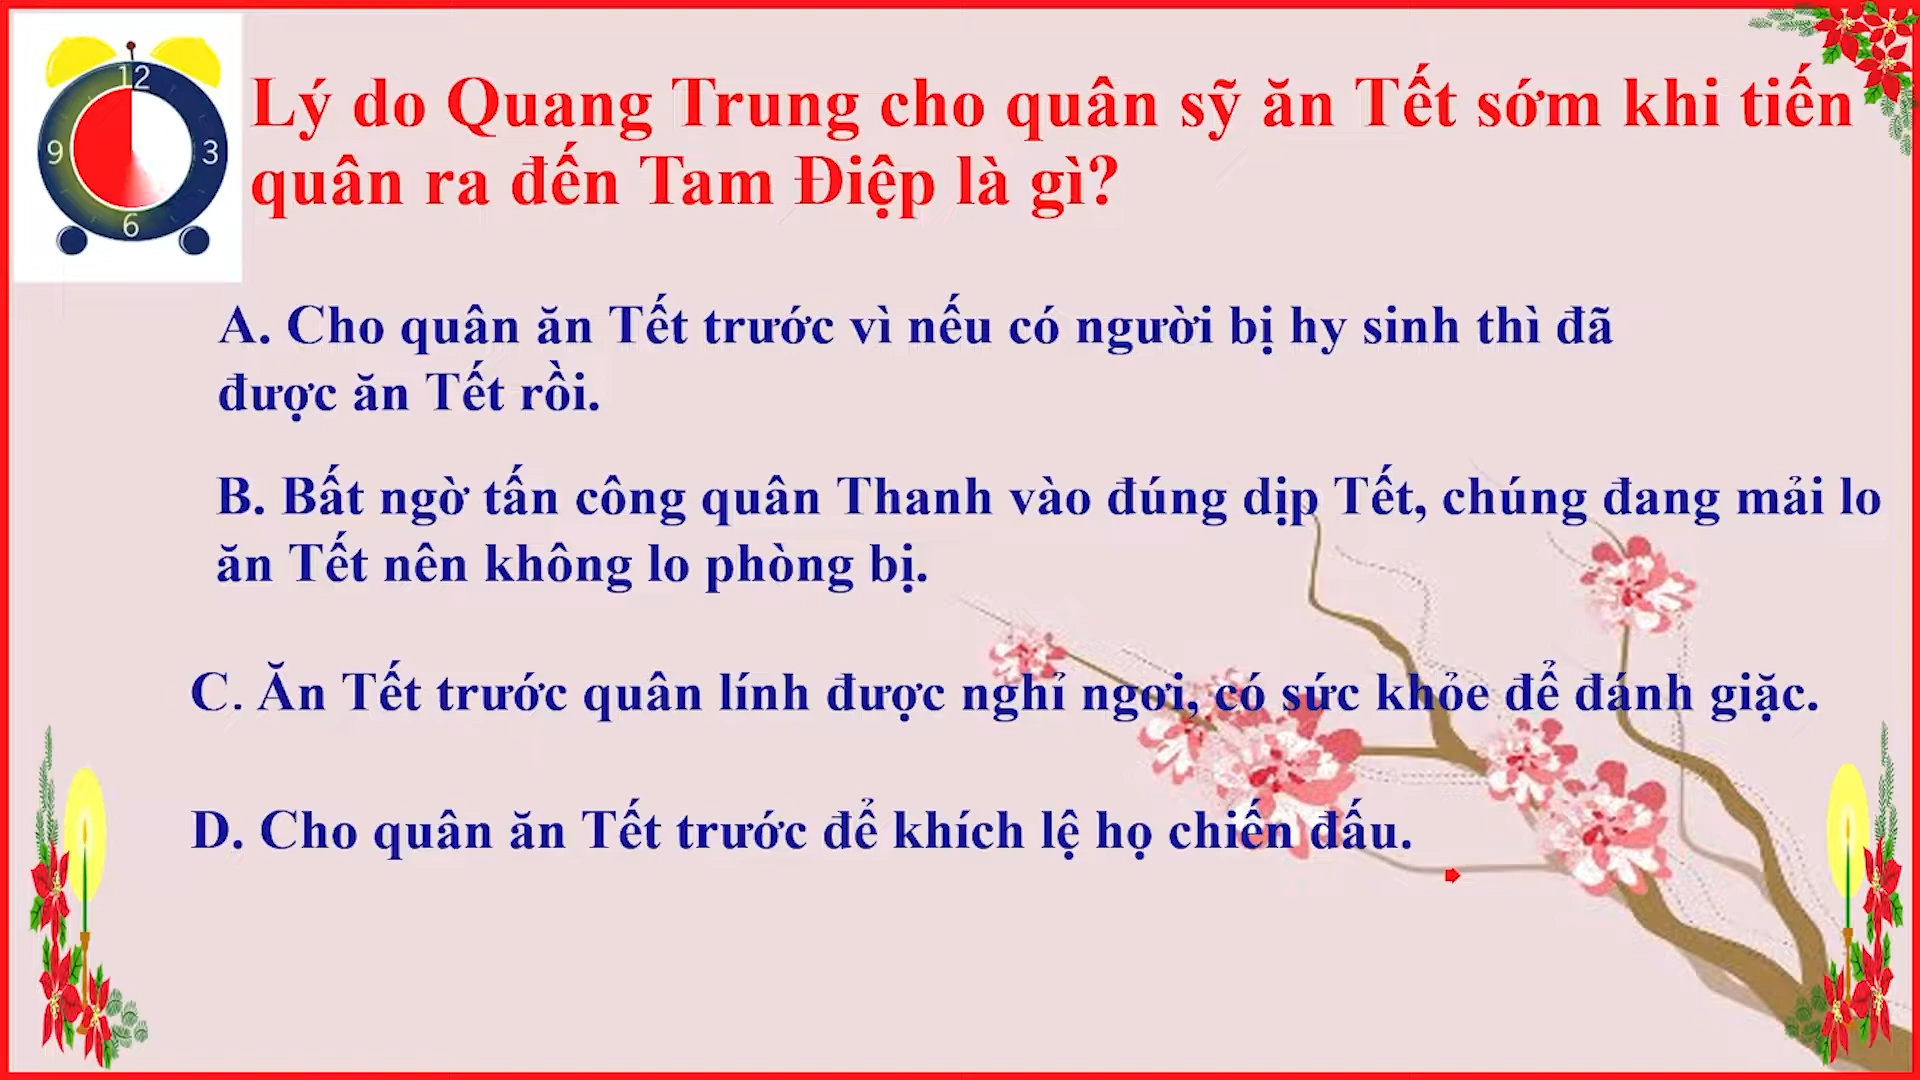 12
9
3
6
Lý do Quang Trung cho quân sỹ ăn Tết sớm khi tiến
quân ra đến Tam Điệp là gì?
A. Cho quân ăn Tết trước vì nếu có người bị hy sinh thì đã
được ăn Tết rồi.
B. Bất ngờ tấn công quân Thanh vào đúng dịp Tết, chúng đang mải lo
ăn Tết nên không lo phòng bị.
C. Ăn Tết trước quân lính được nghỉ ngơi, có sức khỏe để đánh giặc.
D. Cho quân ăn Tết trước để khích lệ họ chiến đấu.